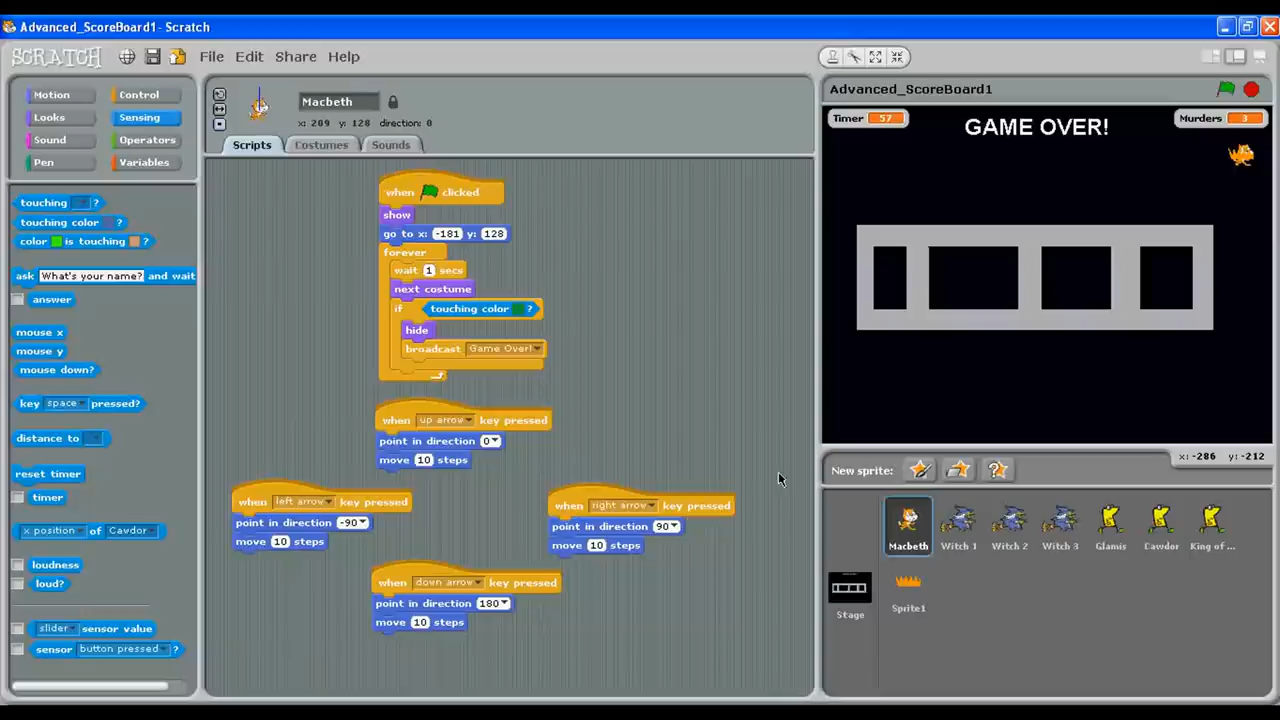 Advanced_ScoreBoard1 - Scratch
SCRATCH File Edit Share Help
Motion Control
Looks Sensing
Sound Operators
Pen Variables
touching ?
touching color ?
color is touching ?
ask What's your name? and wait
answer
mouse x
mouse y
mouse down?
key space pressed?
distance to
reset timer
timer
x position of Cawdor
loudness
loud?
slider sensor value
sensor button pressed ?
Macbeth
x: 209 y: 128 direction: 0
Scripts Costumes Sounds
when clicked
show
go to x: -181 y: 128
forever
wait 1 secs
next costume
if touching color ?
hide
broadcast Game Over!
when up arrow key pressed
point in direction 0
move 10 steps
when left arrow key pressed
point in direction -90
move 10 steps
when right arrow key pressed
point in direction 90
move 10 steps
when down arrow key pressed
point in direction 180
move 10 steps
Advanced_ScoreBoard1
Timer 57
GAME OVER!
Murders 3
x: -286 y: -212
New sprite:
Macbeth Witch 1 Witch 2 Witch 3 Glamis Cawdor King of ...
Stage
Sprite1